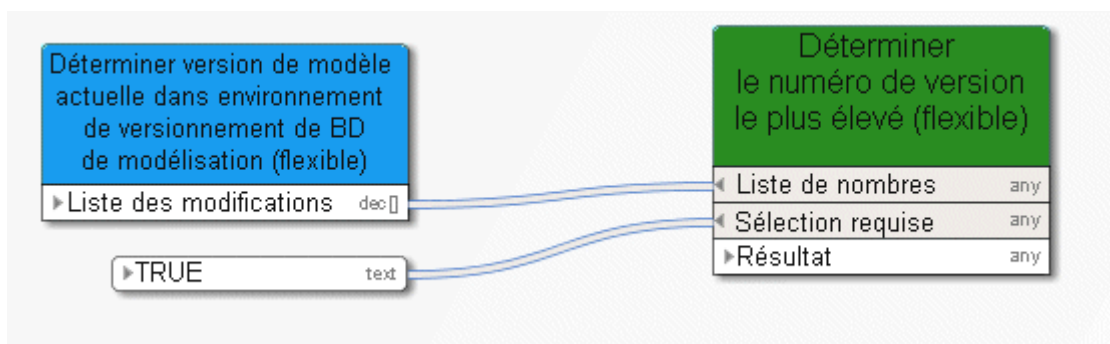 Déterminer version de modèle
actuelle dans environnement
de versionnement de BD
de modélisation (flexible)
Liste des modifications dec[]
TRUE text
Déterminer
le numéro de version
le plus élevé (flexible)
Liste de nombres any
Sélection requise any
Résultat any